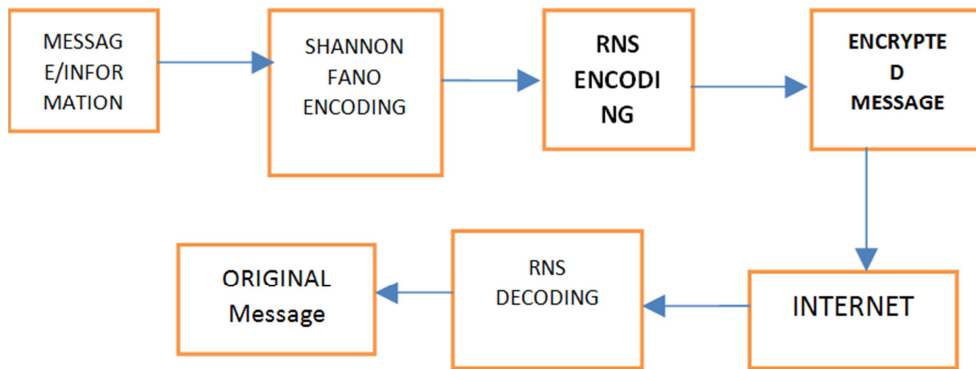 MESSAG
E/INFOR
MATION
SHANNON
FANO
ENCODING
RNS
ENCODI
NG
ENCRYPTE
D
MESSAGE
ORIGINAL
Message
RNS
DECODING
INTERNET